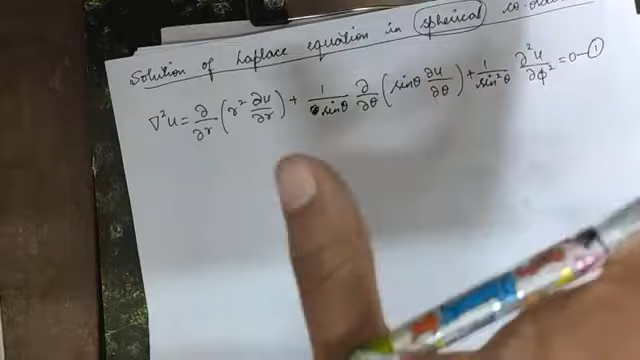 Solution of Laplace equation in spherical co-ordi
∇²u = ∂/∂r (r² ∂u/∂r) + 1/sinθ ∂/∂θ (sinθ ∂u/∂θ) + 1/sin²θ ∂²u/∂ϕ² = 0 — ①